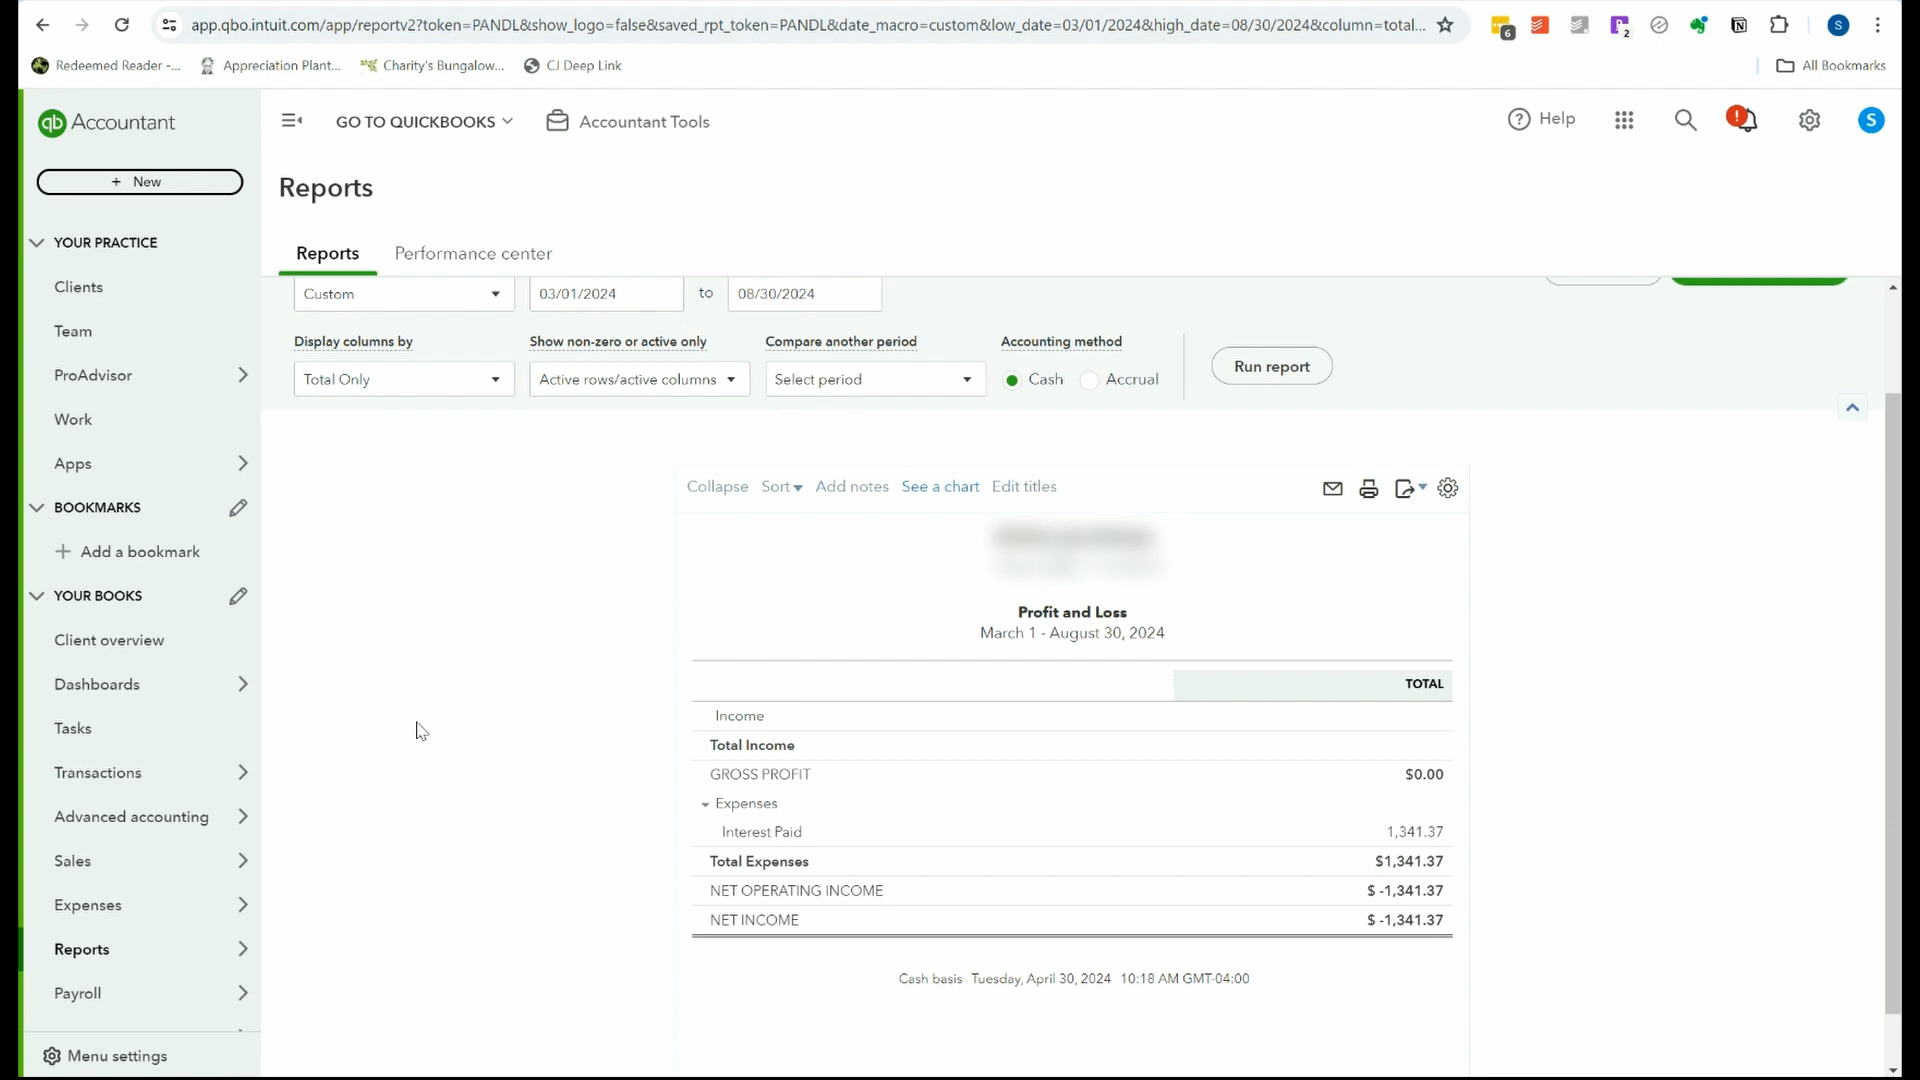 app.qbo.intuit.com/app/reportv2?token=PANDL&show_logo=false&saved_rpt_token=PANDL&date_macro=custom&low_date=03/01/2024&high_date=08/30/2024&column=total...
6
2
S
Redeemed Reader -...
Appreciation Plant...
Charity's Bungalow...
CJ Deep Link
All Bookmarks
qb Accountant
GO TO QUICKBOOKS
Accountant Tools
Help
S
+ New
Reports
YOUR PRACTICE
Reports
Performance center
Clients
Custom
03/01/2024
to
08/30/2024
Team
Display columns by
Show non-zero or active only
Compare another period
Accounting method
ProAdvisor
Total Only
Active rows/active columns
Select period
Cash
Accrual
Run report
Work
Apps
Collapse Sort Add notes See a chart Edit titles
BOOKMARKS
+ Add a bookmark
YOUR BOOKS
Profit and Loss
March 1 - August 30, 2024
Client overview
Dashboards
TOTAL
Income
Tasks
Total Income
Transactions
GROSS PROFIT $0.00
Expenses
Advanced accounting
Interest Paid 1,341.37
Sales
Total Expenses $1,341.37
NET OPERATING INCOME $ -1,341.37
Expenses
NET INCOME $ -1,341.37
Reports
Cash basis Tuesday, April 30, 2024 10:18 AM GMT-04:00
Payroll
Menu settings